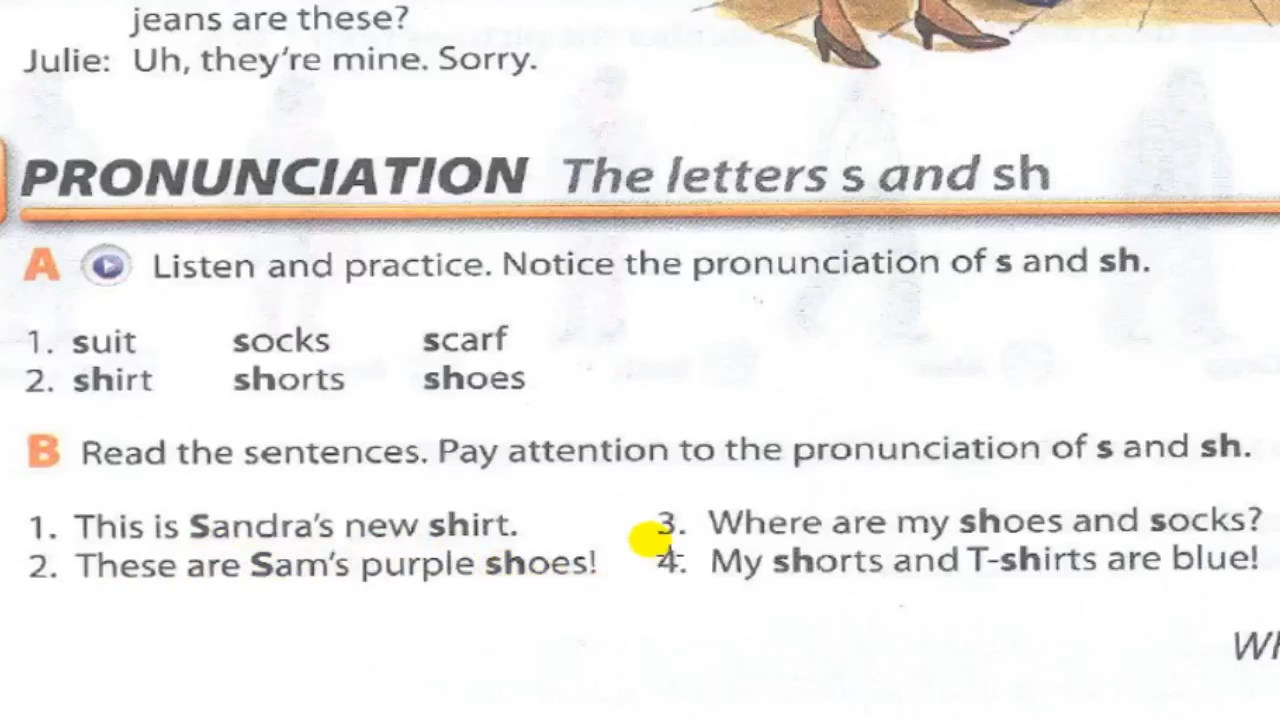 jeans are these?
Julie: Uh, they're mine. Sorry.
PRONUNCIATION The letters s and sh
A Listen and practice. Notice the pronunciation of s and sh.
1. suit socks scarf
2. shirt shorts shoes
B Read the sentences. Pay attention to the pronunciation of s and sh.
1. This is Sandra's new shirt.
2. These are Sam's purple shoes!
3. Where are my shoes and socks?
4. My shorts and T-shirts are blue!